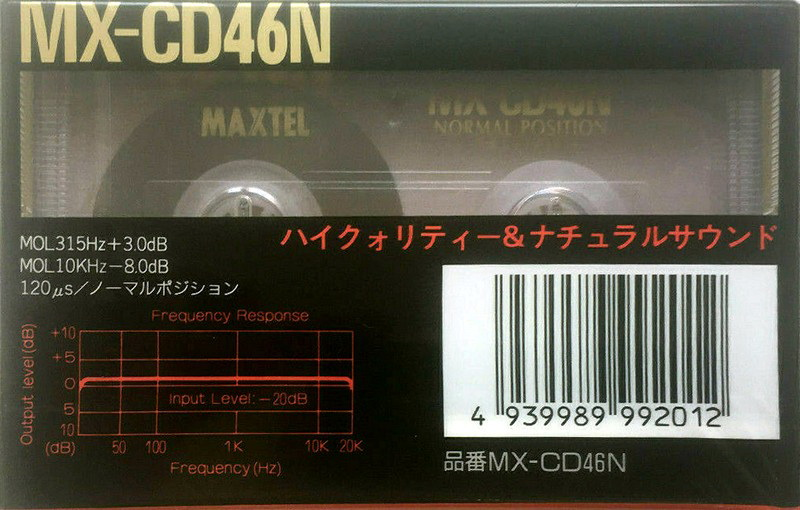 MX-CD46N
MAXTEL
MX-CD46N
NORMAL POSITION
MOL315Hz+3.0dB
MOL10KHz−8.0dB
120μs／ノーマルポジション
ハイクォリティー&ナチュラルサウンド
Frequency Response
Output level(dB)
+10
+5
0
5
10
(dB)
Input Level:−20dB
50 100 1K 10K 20K
Frequency(Hz)
4 939989 992012
品番MX-CD46N